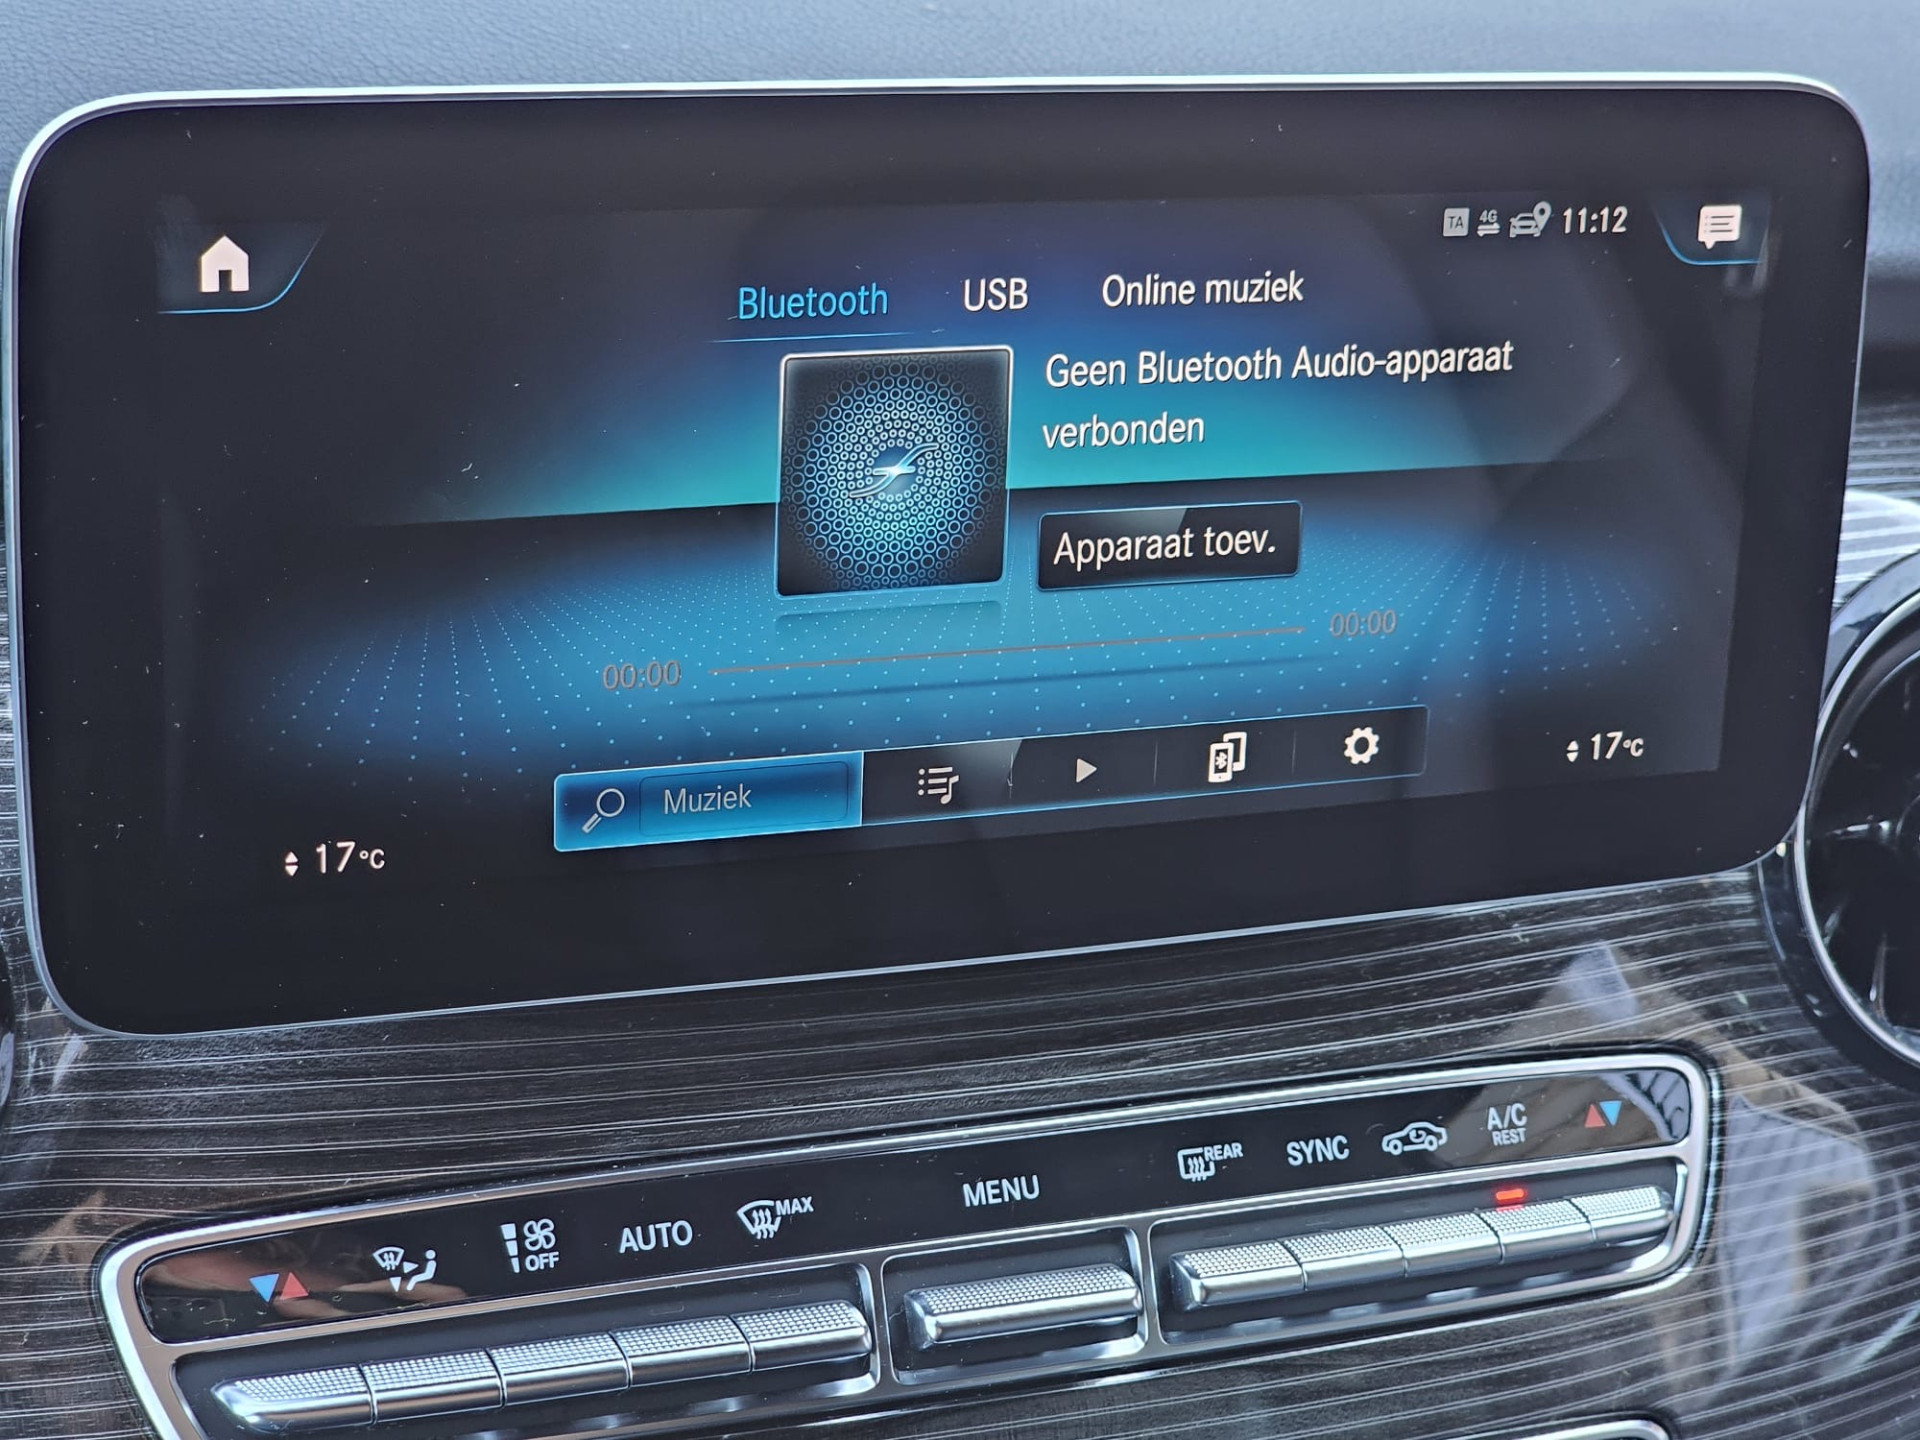 TA 4G 11:12
Bluetooth USB Online muziek
Geen Bluetooth Audio-apparaat
verbonden
Apparaat toev.
00:00 00:00
Muziek
17°C
17°C
OFF AUTO MAX MENU REAR SYNC A/C
REST